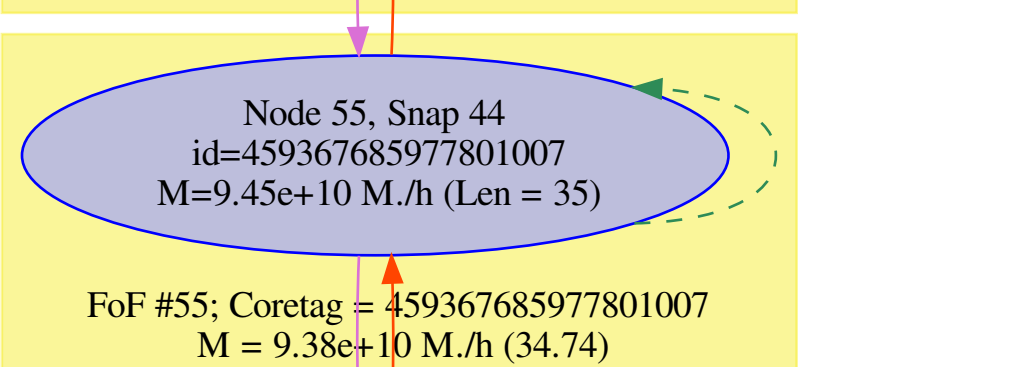 Node 55, Snap 44
id=459367685977801007
M=9.45e+10 M./h (Len = 35)
FoF #55; Coretag = 459367685977801007
M = 9.38e+10 M./h (34.74)